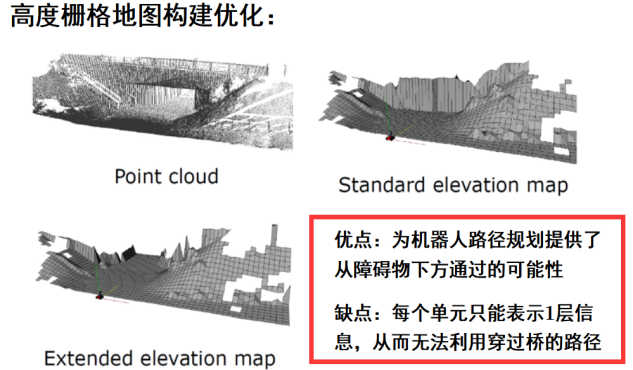 高度栅格地图构建优化：
Point cloud
Standard elevation map
Extended elevation map
优点：为机器人路径规划提供了
从障碍物下方通过的可能性
缺点：每个单元只能表示1层信
息，从而无法利用穿过桥的路径